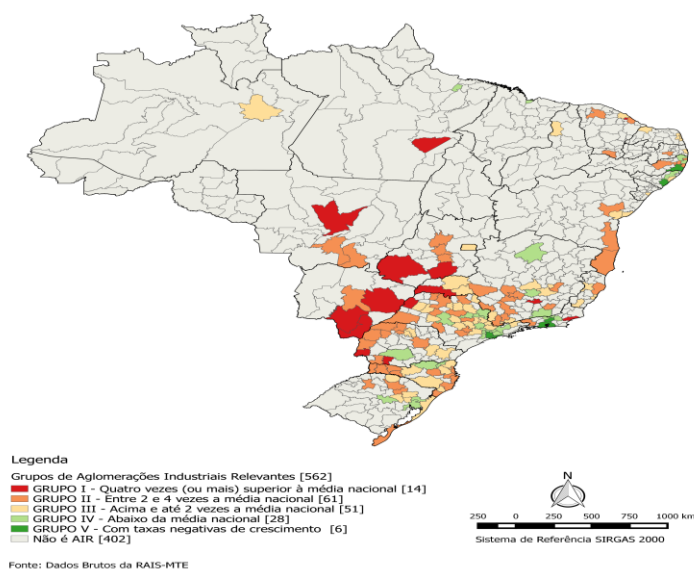 Legenda
Grupos de Aglomerações Industriais Relevantes [562]
GRUPO I - Quatro vezes (ou mais) superior à média nacional [14]
GRUPO II - Entre 2 e 4 vezes a média nacional [61]
GRUPO III - Acima e até 2 vezes a média nacional [51]
GRUPO IV - Abaixo da média nacional [28]
GRUPO V - Com taxas negativas de crescimento [6]
Não é AIR [402]
N
250 0 250 500 750 1000 km
Sistema de Referência SIRGAS 2000
Fonte: Dados Brutos da RAIS-MTE